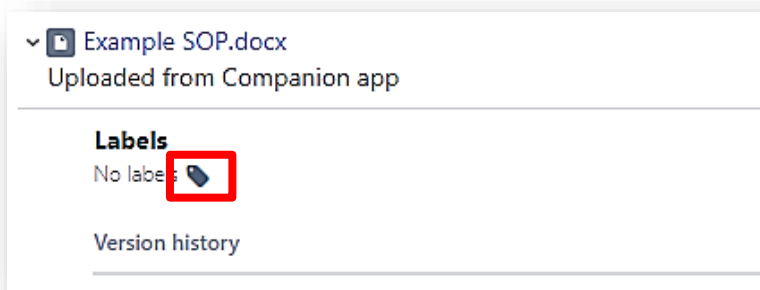 Example SOP.docx
Uploaded from Companion app
Labels
No labels
Version history